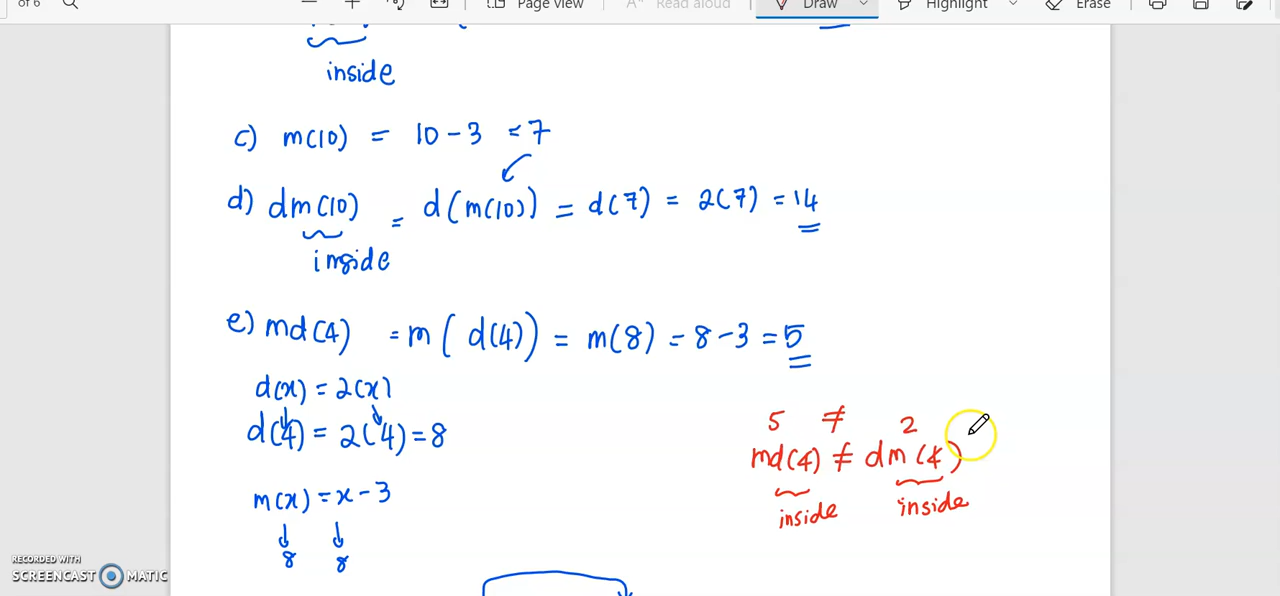 of 6 Page view Read aloud Draw Highlight Erase
inside
c) m(10) = 10 - 3 = 7
d) dm(10) = d(m(10)) = d(7) = 2(7) = 14
inside
e) md(4) = m(d(4)) = m(8) = 8 - 3 = 5
d(x) = 2(x)
d(4) = 2(4) = 8
m(x) = x - 3
8 8
5 ≠ 2
md(4) ≠ dm(4)
inside inside
RECORDED WITH
SCREENCAST MATIC